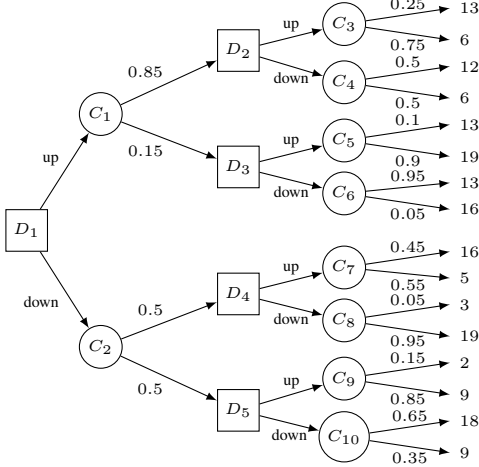 0.25 13
up C3
D2 0.75 6
0.85 0.5 12
down C4
0.5 6
C1 0.1 13
up C5
0.15 D3 0.9 19
up 0.95 13
down C6
0.05 16
D1
0.45 16
up C7
D4 0.55 5
down 0.5 0.05 3
down C8
C2 0.95 19
0.15 2
up C9
0.5 0.85 9
D5 0.65 18
down C10
0.35 9